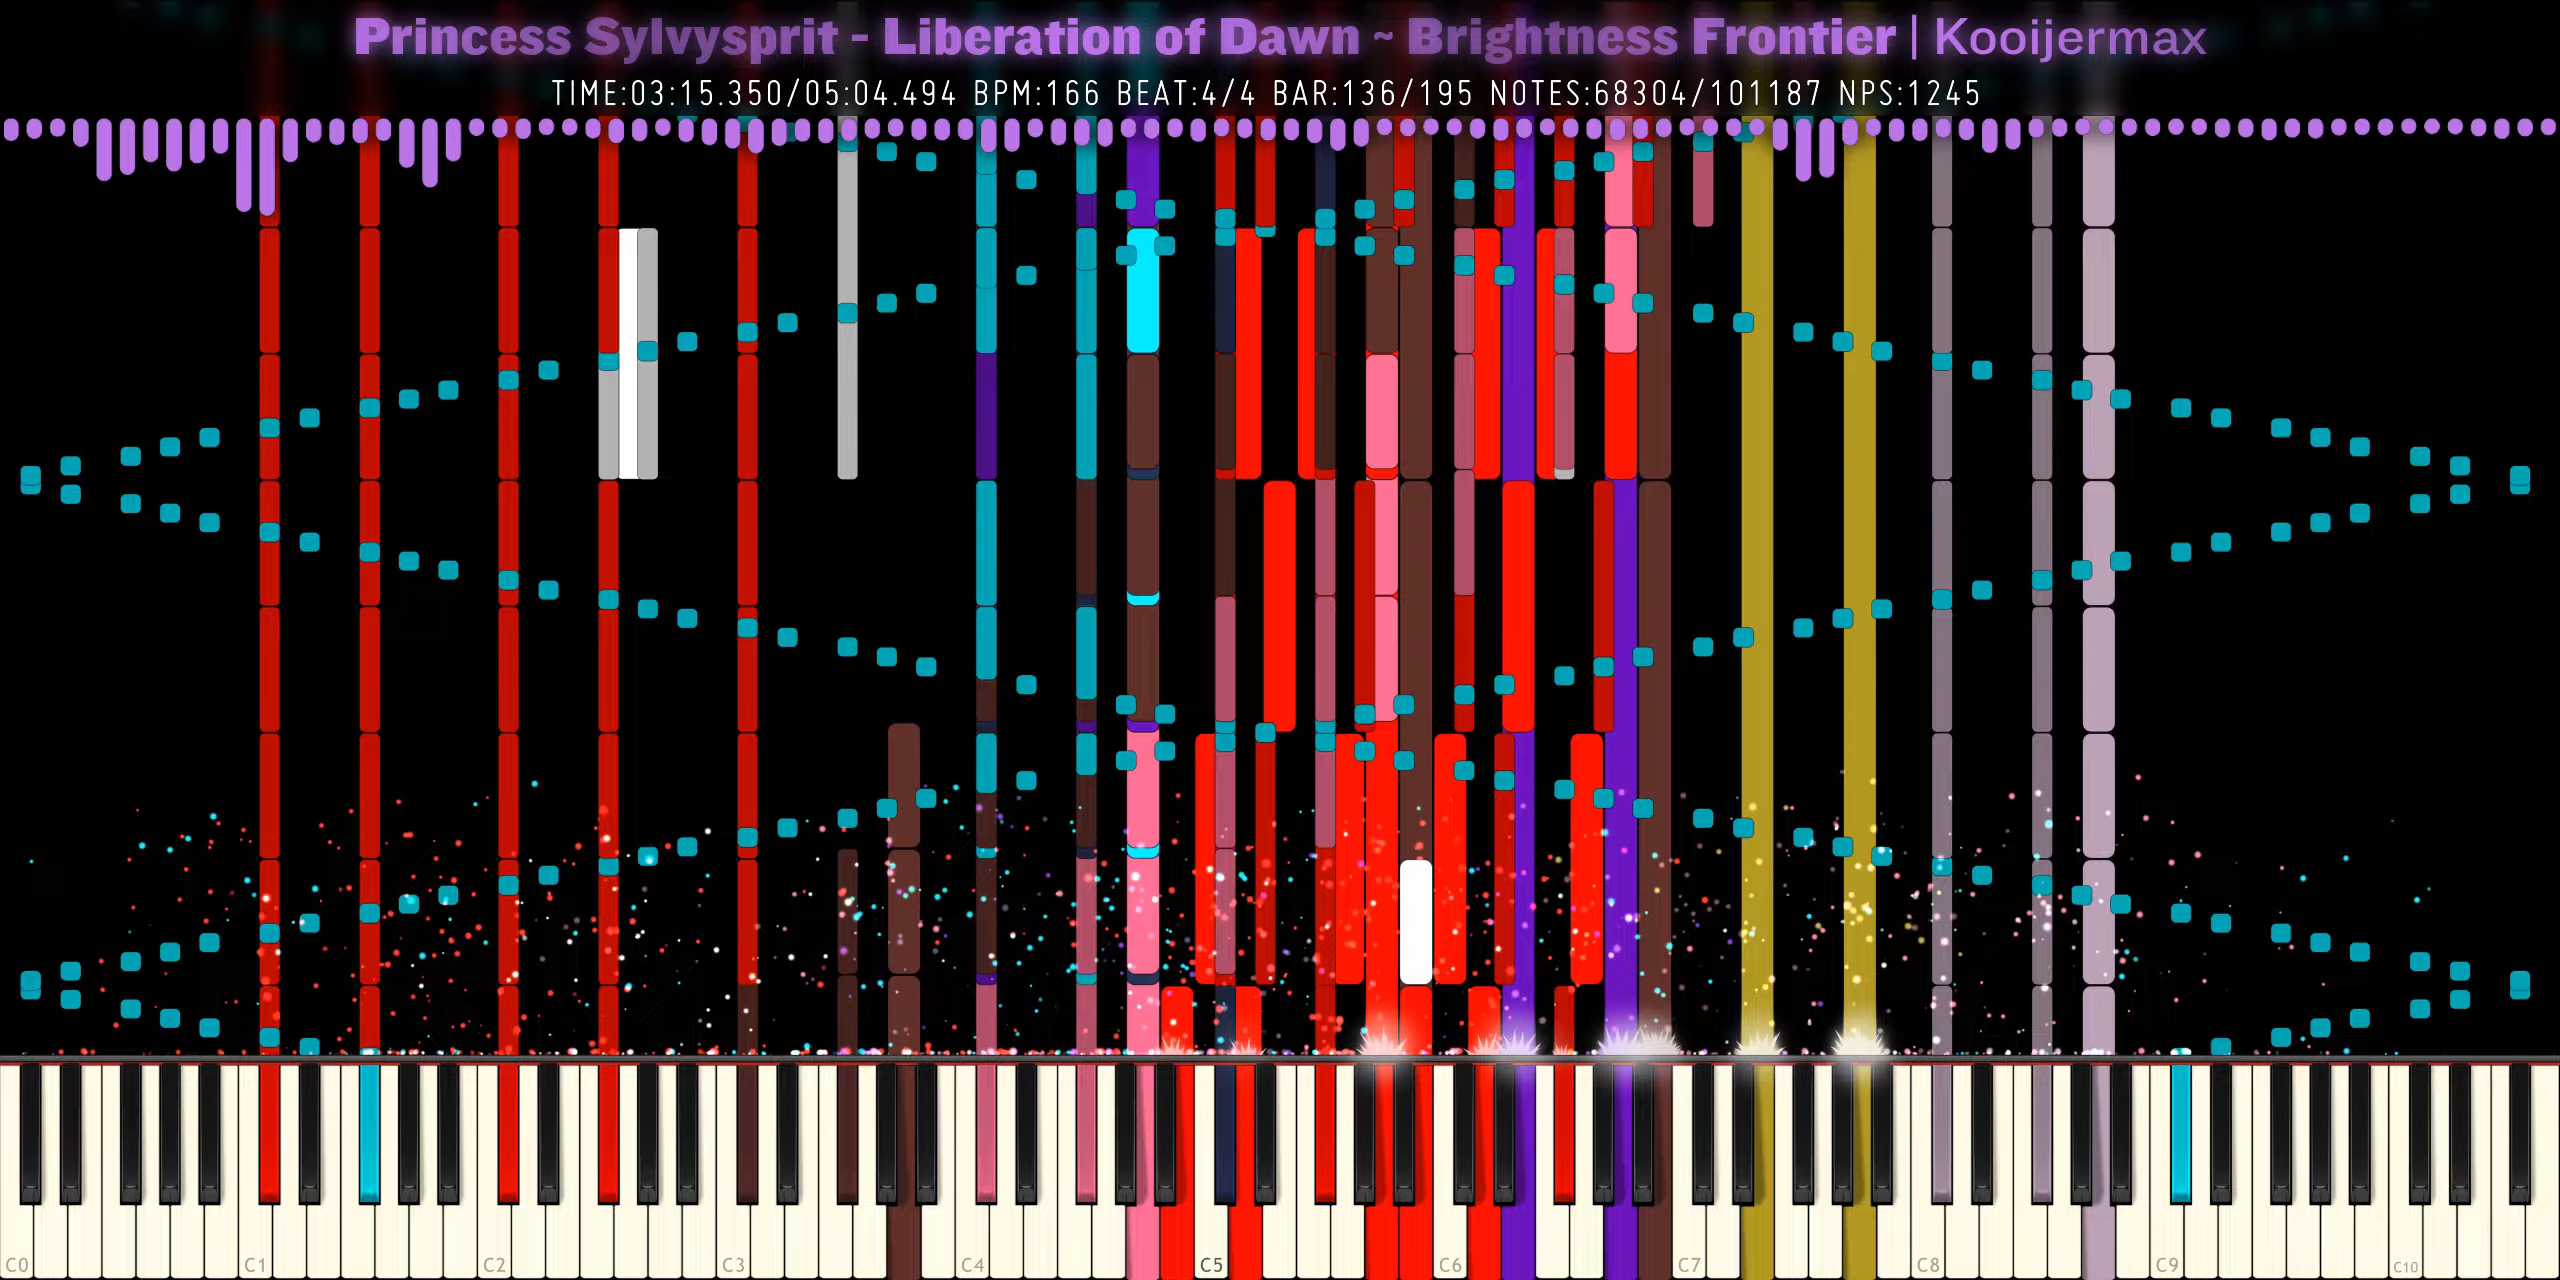 Princess Sylvysprit - Liberation of Dawn ~ Brightness Frontier | Kooijermax
TIME:03:15.350/05:04.494 BPM:166 BEAT:4/4 BAR:136/195 NOTES:68304/101187 NPS:1245
C0 C1 C2 C3 C4 C5 C6 C7 C8 C9 C10